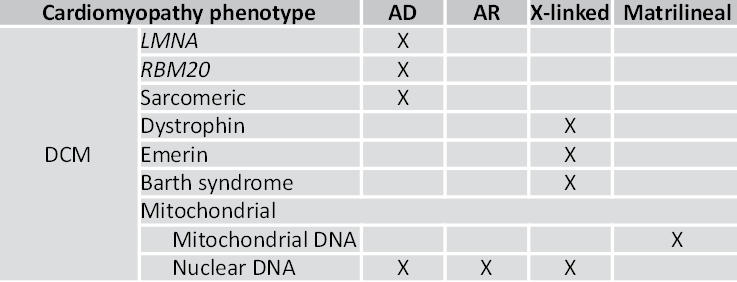 Cardiomyopathy phenotype AD AR X-linked Matrilineal
LMNA X
RBM20 X
Sarcomeric X
Dystrophin X
DCM Emerin X
Barth syndrome X
Mitochondrial
Mitochondrial DNA X
Nuclear DNA X X X